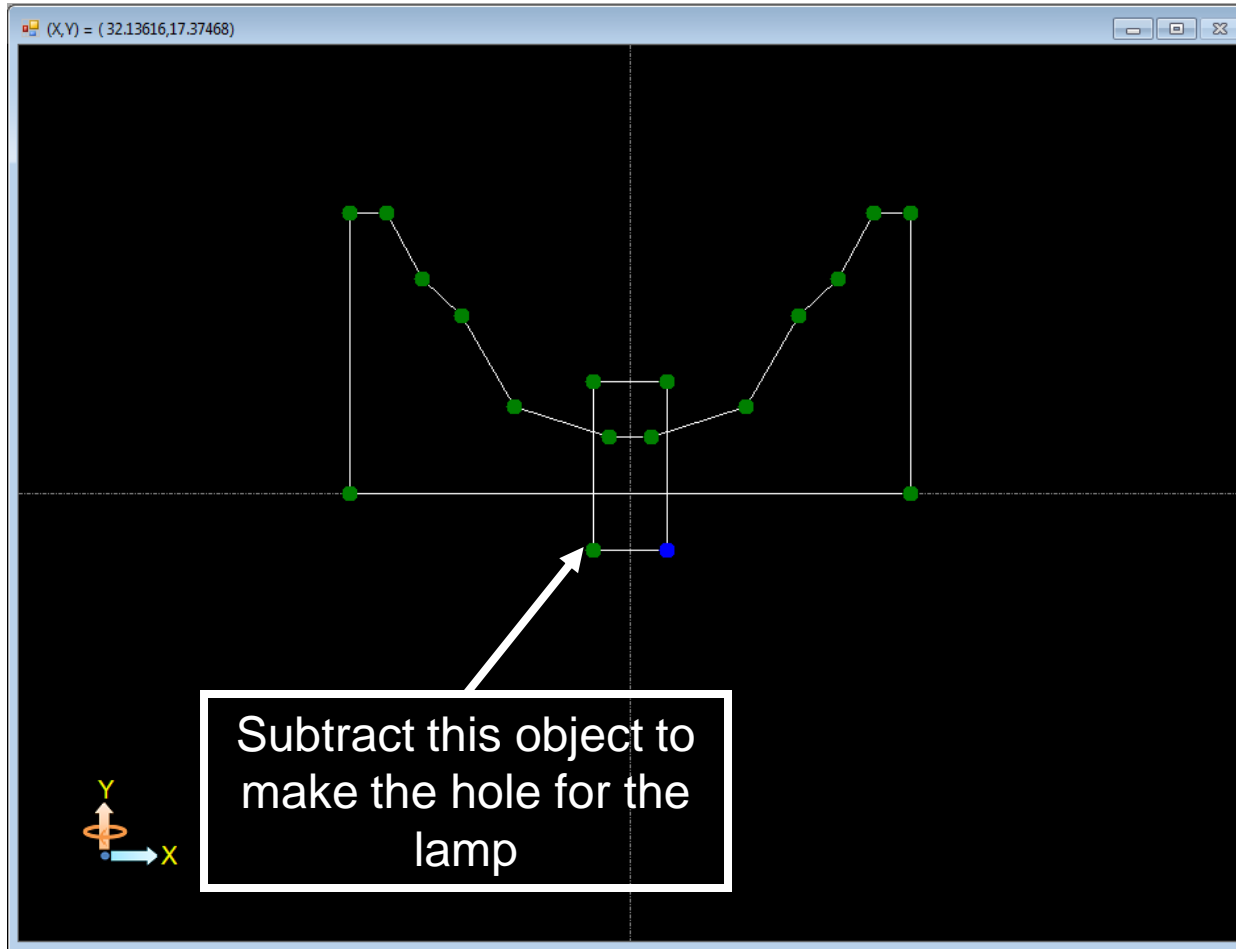 (X,Y) = ( 32.13616,17.37468)
Subtract this object to
make the hole for the
lamp
Y
X